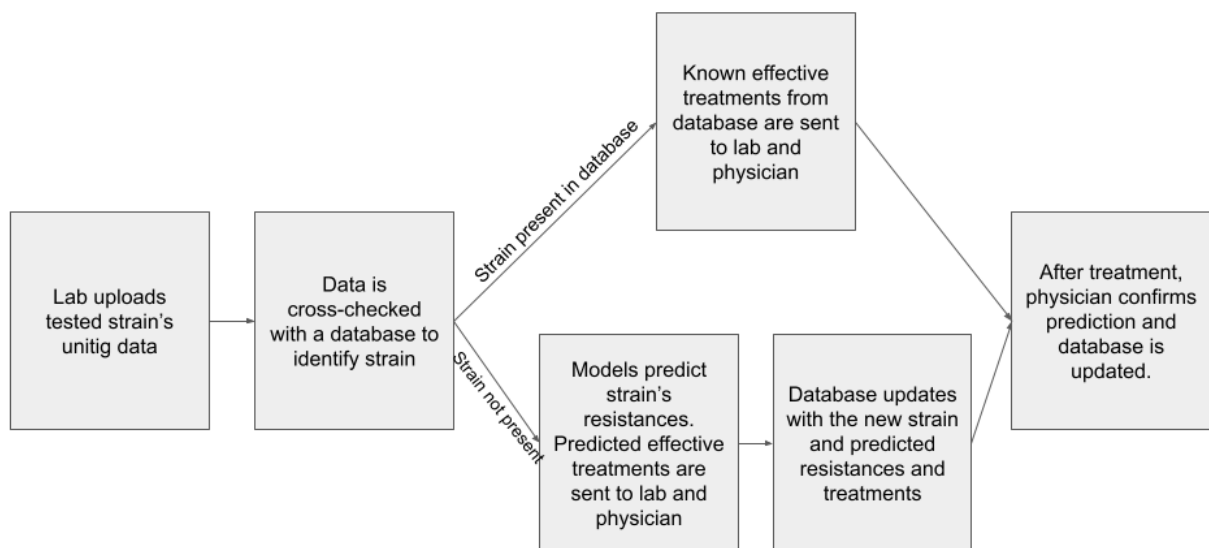 Lab uploads
tested strain's
unitig data
Data is
cross-checked
with a database to
identify strain
Strain present in database
Known effective
treatments from
database are sent
to lab and
physician
Strain not present
Models predict
strain's
resistances.
Predicted effective
treatments are
sent to lab and
physician
Database updates
with the new strain
and predicted
resistances and
treatments
After treatment,
physician confirms
prediction and
database is
updated.